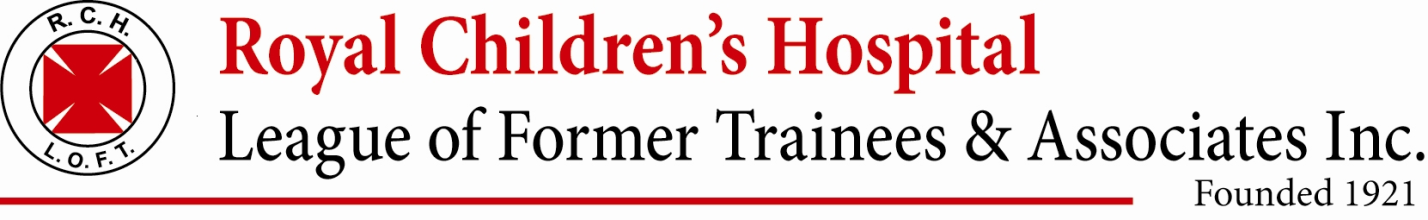 R. C. H.
L. O. F. T.
Royal Children’s Hospital
League of Former Trainees & Associates Inc.
Founded 1921